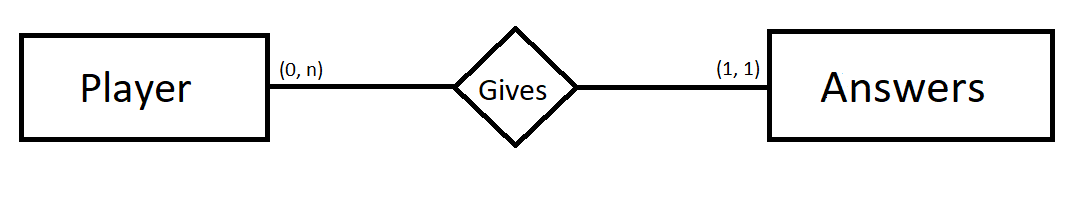 Player
(0, n)
Gives
(1, 1)
Answers